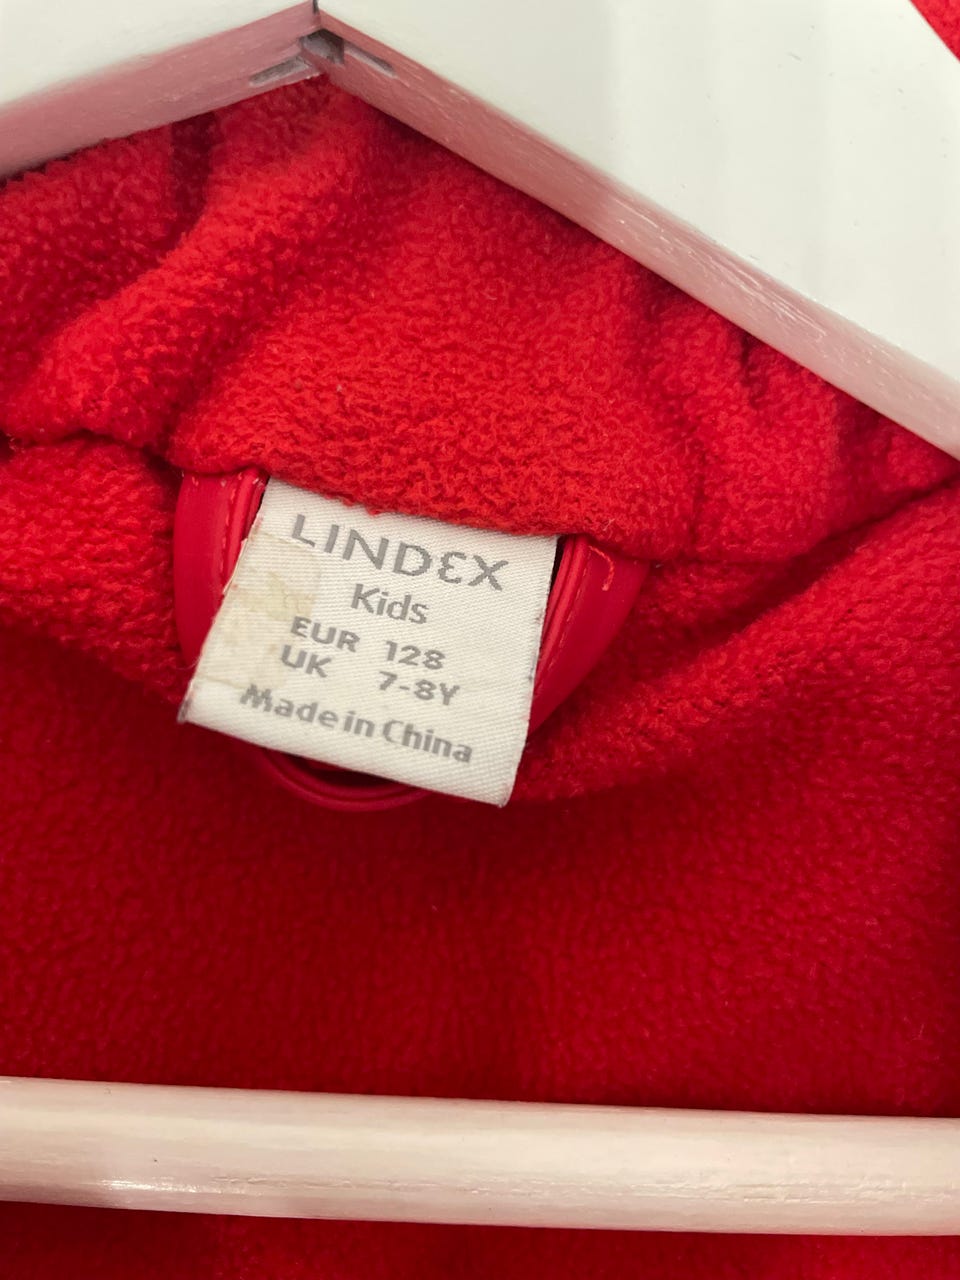 LINDEX
Kids
EUR 128
UK 7-8Y
Made in China